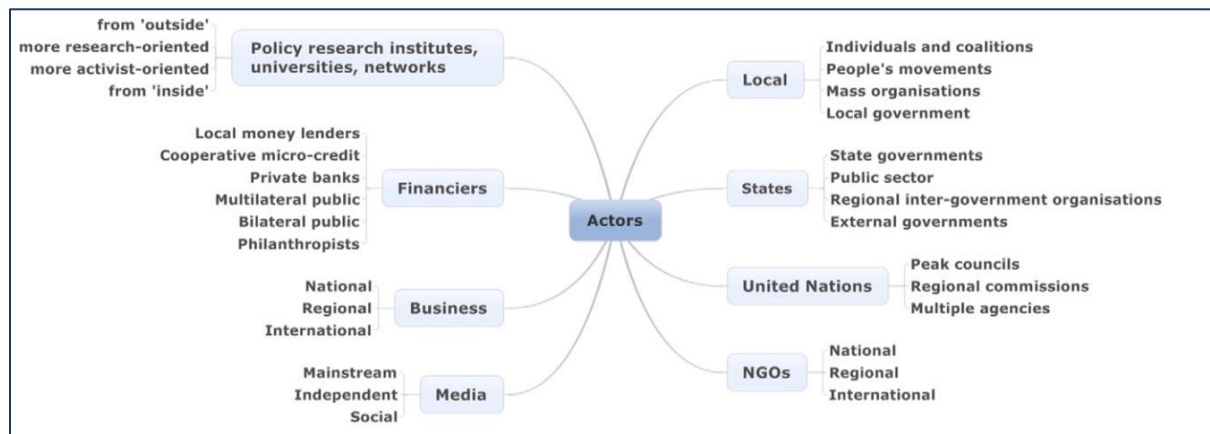 from 'outside'
more research-oriented
more activist-oriented
from 'inside'
Policy research institutes,
universities, networks
Local money lenders
Cooperative micro-credit
Private banks
Multilateral public
Bilateral public
Philanthropists
Financiers
National
Regional
International
Business
Mainstream
Independent
Social
Media
Actors
Local
Individuals and coalitions
People's movements
Mass organisations
Local government
States
State governments
Public sector
Regional inter-government organisations
External governments
United Nations
Peak councils
Regional commissions
Multiple agencies
NGOs
National
Regional
International